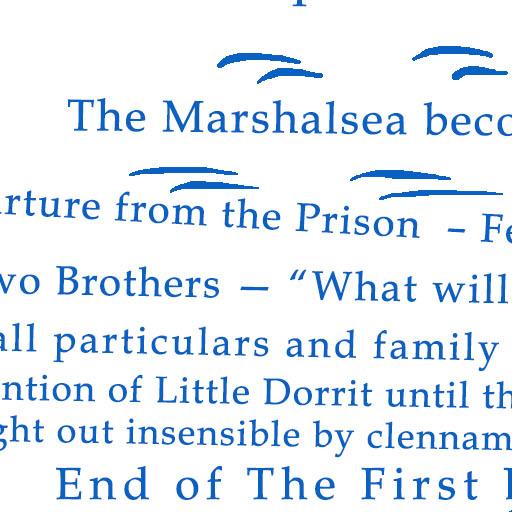 The Marshalsea beco
rture from the Prison – Fe
wo Brothers — “What will
all particulars and family
ntion of Little Dorrit until th
ght out insensible by clennam
End of The First